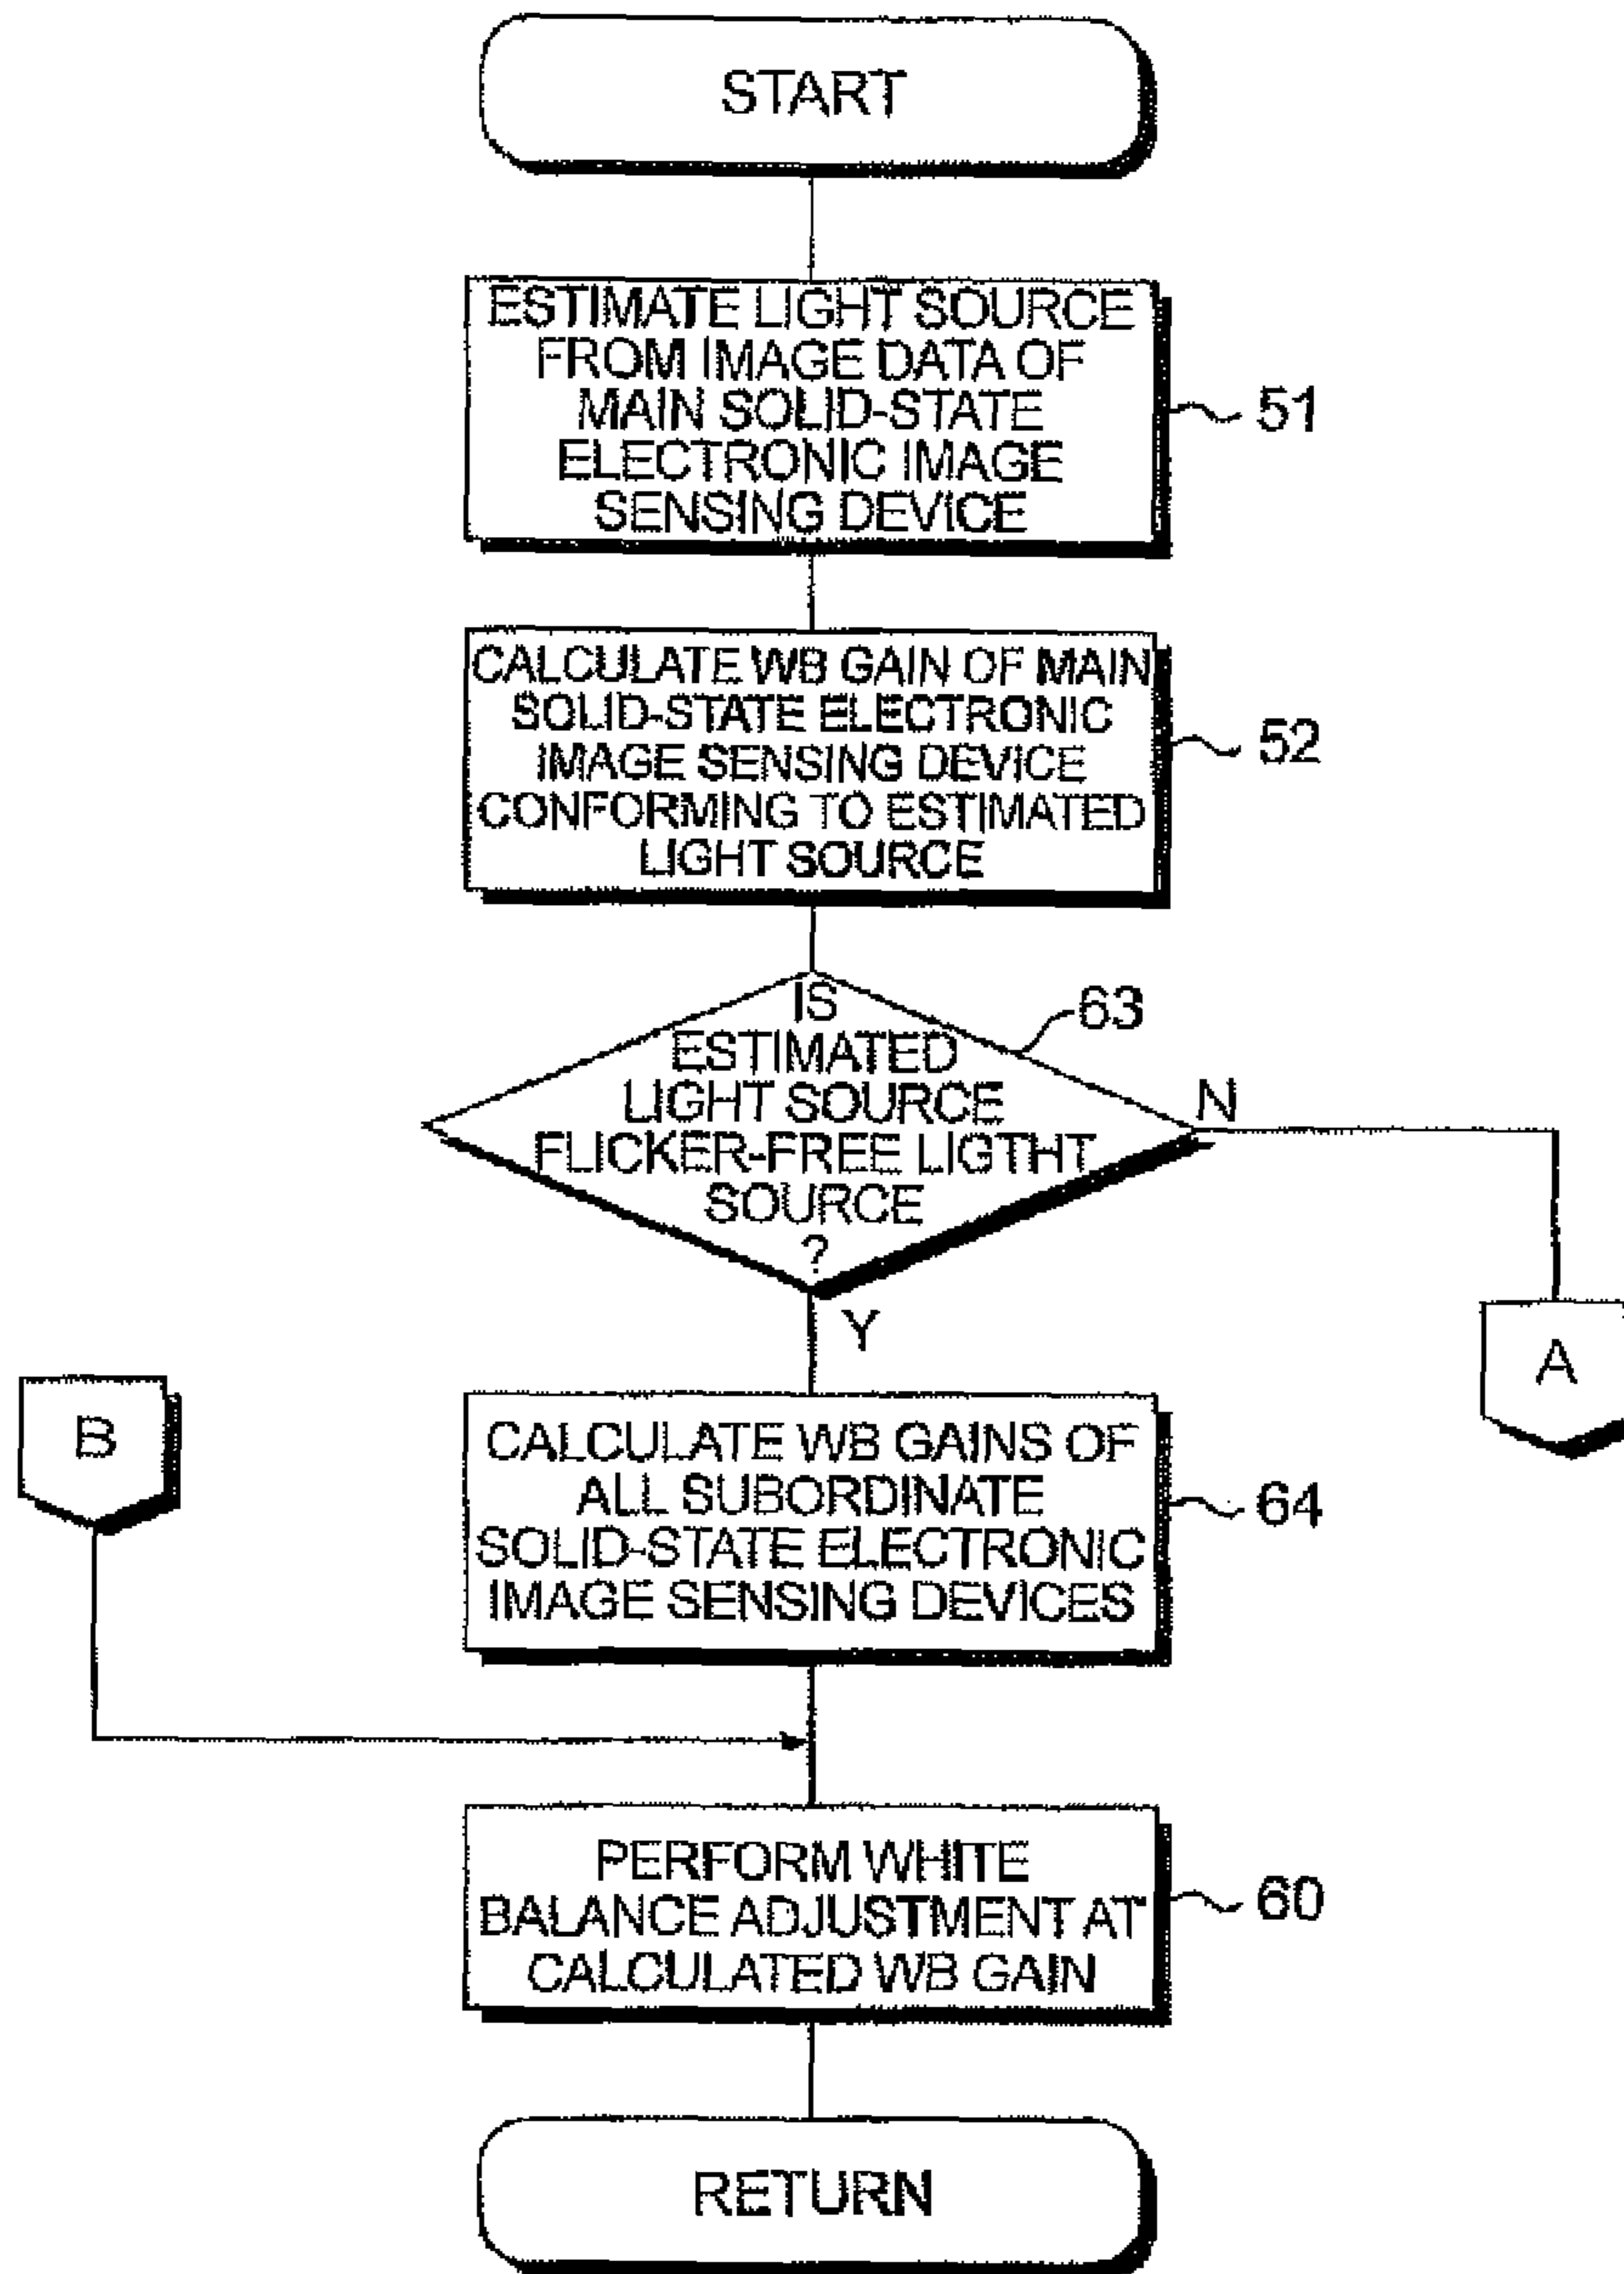 START
ESTIMATE LIGHT SOURCE
FROM IMAGE DATA OF
MAIN SOLID-STATE
ELECTRONIC IMAGE
SENSING DEVICE
51
CALCULATE WB GAIN OF MAIN
SOLID-STATE ELECTRONIC
IMAGE SENSING DEVICE
CONFORMING TO ESTIMATED
LIGHT SOURCE
52
IS
ESTIMATED
LIGHT SOURCE
FLICKER-FREE LIGTHT
SOURCE
?
63
N
Y
A
B
CALCULATE WB GAINS OF
ALL SUBORDINATE
SOLID-STATE ELECTRONIC
IMAGE SENSING DEVICES
64
PERFORM WHITE
BALANCE ADJUSTMENT AT
CALCULATED WB GAIN
60
RETURN